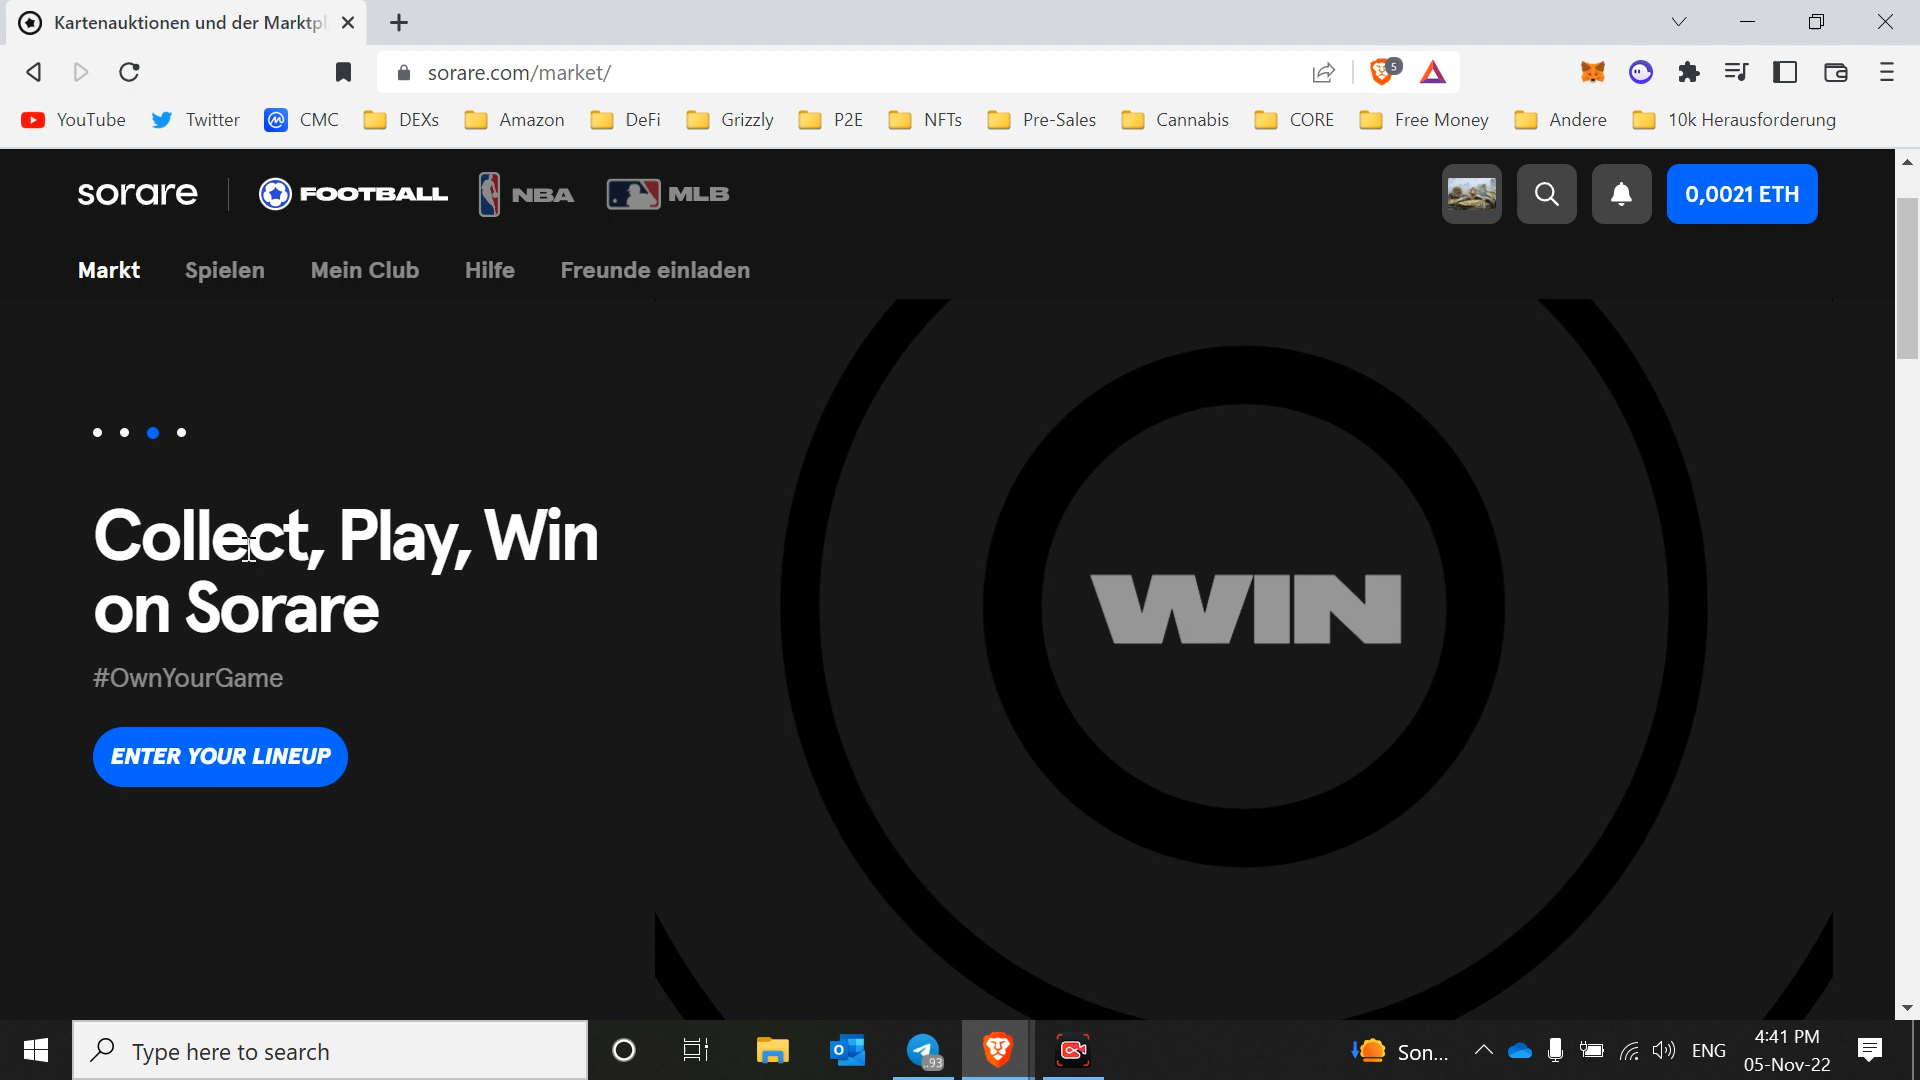 Kartenauktionen und der Marktpl
sorare.com/market/
5
YouTube Twitter CMC DEXs Amazon DeFi Grizzly P2E NFTs Pre-Sales Cannabis CORE Free Money Andere 10k Herausforderung
sorare FOOTBALL NBA MLB 0,0021 ETH
Markt Spielen Mein Club Hilfe Freunde einladen
Collect, Play, Win
on Sorare
#OwnYourGame
ENTER YOUR LINEUP
WIN
Type here to search
..93
Son...
ENG
4:41 PM
05-Nov-22